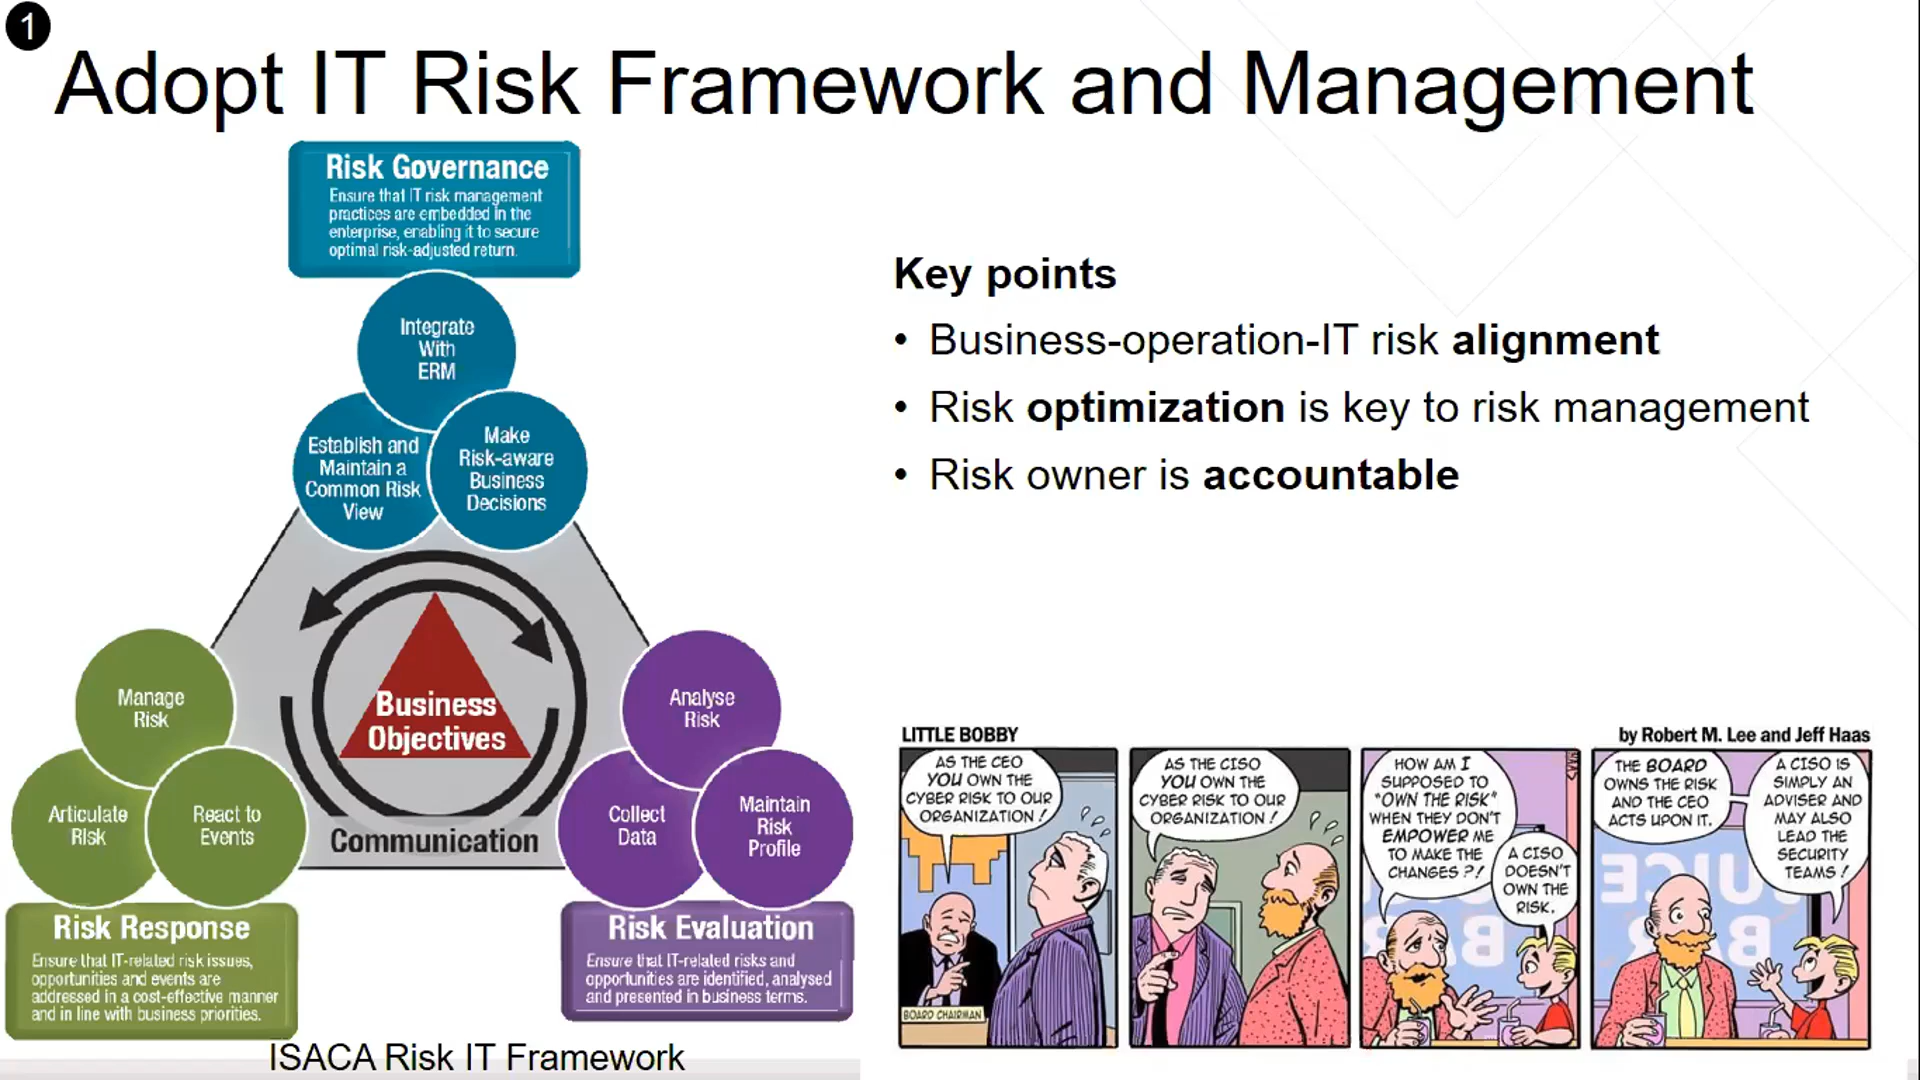 1
Adopt IT Risk Framework and Management
Risk Governance
Ensure that IT risk management
practices are embedded in the
enterprise, enabling it to secure
optimal risk-adjusted return.
Integrate
With
ERM
Establish and
Maintain a
Common Risk
View
Make
Risk-aware
Business
Decisions
Business
Objectives
Communication
Manage
Risk
Articulate
Risk
React to
Events
Risk Response
Ensure that IT-related risk issues,
opportunities and events are
addressed in a cost-effective manner
and in line with business priorities.
Analyse
Risk
Collect
Data
Maintain
Risk
Profile
Risk Evaluation
Ensure that IT-related risks and
opportunities are identified, analysed
and presented in business terms.
ISACA Risk IT Framework
Key points
• Business-operation-IT risk alignment
• Risk optimization is key to risk management
• Risk owner is accountable
LITTLE BOBBY
by Robert M. Lee and Jeff Haas
AS THE CEO
YOU OWN THE
CYBER RISK TO OUR
ORGANIZATION!
BOARD CHAIRMAN
AS THE CISO
YOU OWN THE
CYBER RISK TO OUR
ORGANIZATION!
HOW AM I
SUPPOSED TO
"OWN THE RISK"
WHEN THEY DON'T
EMPOWER ME
TO MAKE THE
CHANGES?!
A CISO
DOESN'T
OWN THE
RISK.
THE BOARD
OWNS THE RISK
AND THE CEO
ACTS UPON IT.
A CISO IS
SIMPLY AN
ADVISER AND
MAY ALSO
LEAD THE
SECURITY
TEAMS!